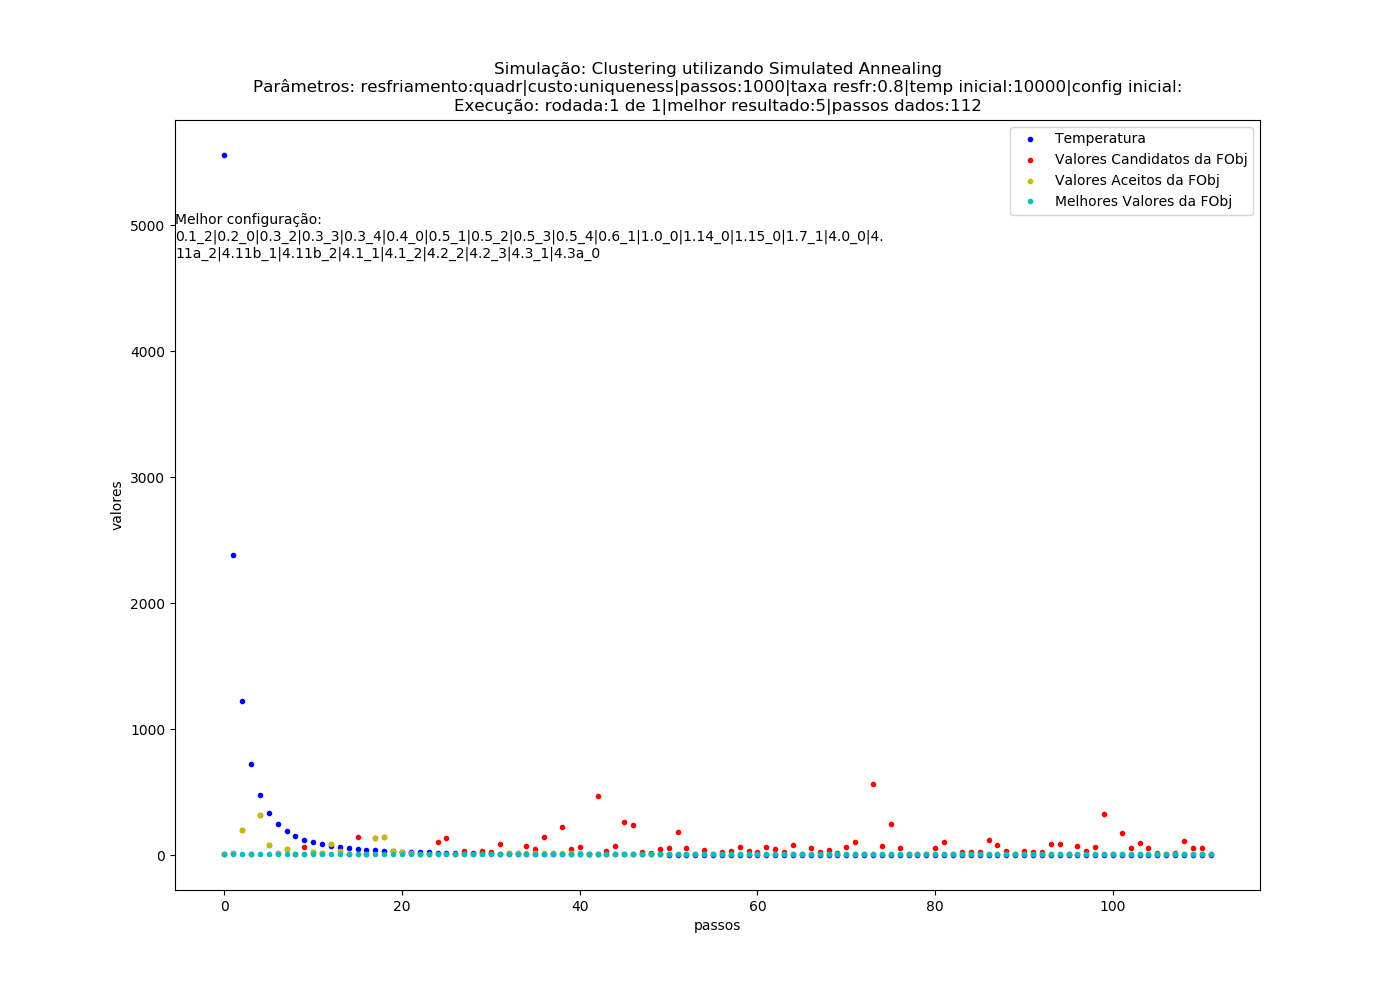 Simulação: Clustering utilizando Simulated Annealing
Parâmetros: resfriamento:quadr|custo:uniqueness|passos:1000|taxa resfr:0.8|temp inicial:10000|config inicial:
Execução: rodada:1 de 1|melhor resultado:5|passos dados:112
Temperatura
Valores Candidatos da FObj
Valores Aceitos da FObj
Melhores Valores da FObj
Melhor configuração:
0.1_2|0.2_0|0.3_2|0.3_3|0.3_4|0.4_0|0.5_1|0.5_2|0.5_3|0.5_4|0.6_1|1.0_0|1.14_0|1.15_0|1.7_1|4.0_0|4.
11a_2|4.11b_1|4.11b_2|4.1_1|4.1_2|4.2_2|4.2_3|4.3_1|4.3a_0
5000
4000
3000
2000
1000
0
valores
0 20 40 60 80 100
passos